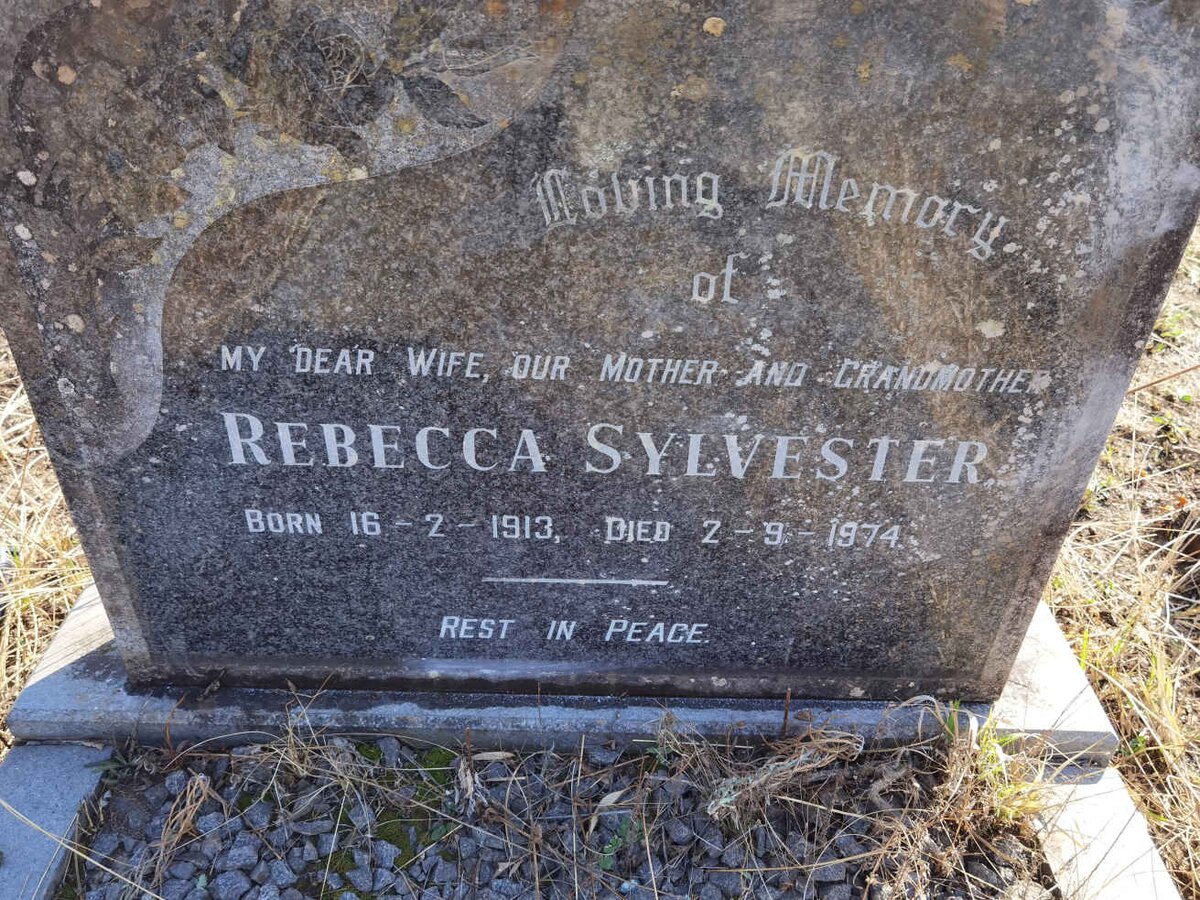 Loving Memory
of
MY DEAR WIFE, OUR MOTHER AND GRANDMOTHER
REBECCA SYLVESTER
BORN 16-2-1913, DIED 2-9-1974.
REST IN PEACE.